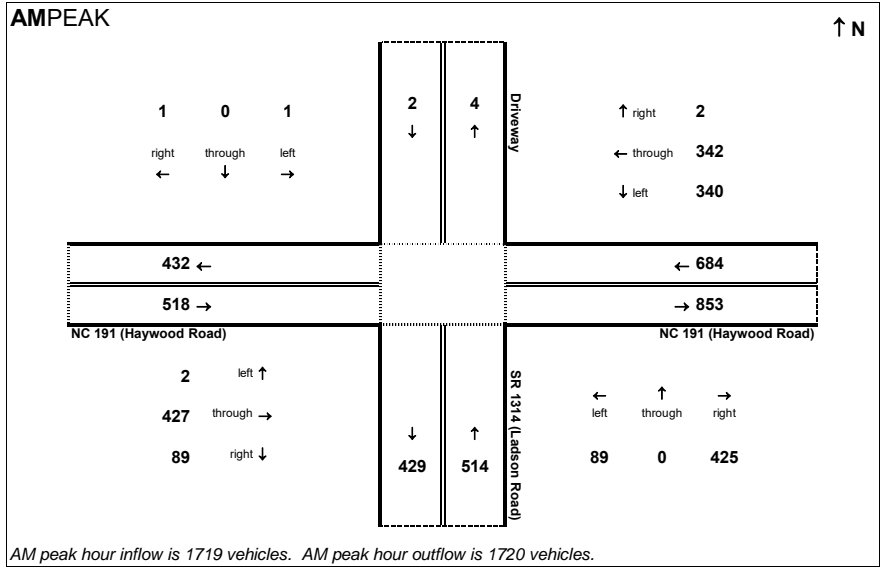 AMPEAK
↑ N
1 0 1
right through left
← ↓ →
2 4
↓ ↑
Driveway
↑ right 2
← through 342
↓ left 340
432 ←
← 684
518 →
→ 853
NC 191 (Haywood Road)
NC 191 (Haywood Road)
2 left ↑
427 through →
89 right ↓
↓ ↑
429 514
SR 1314 (Ladson Road)
← ↑ →
left through right
89 0 425
AM peak hour inflow is 1719 vehicles. AM peak hour outflow is 1720 vehicles.